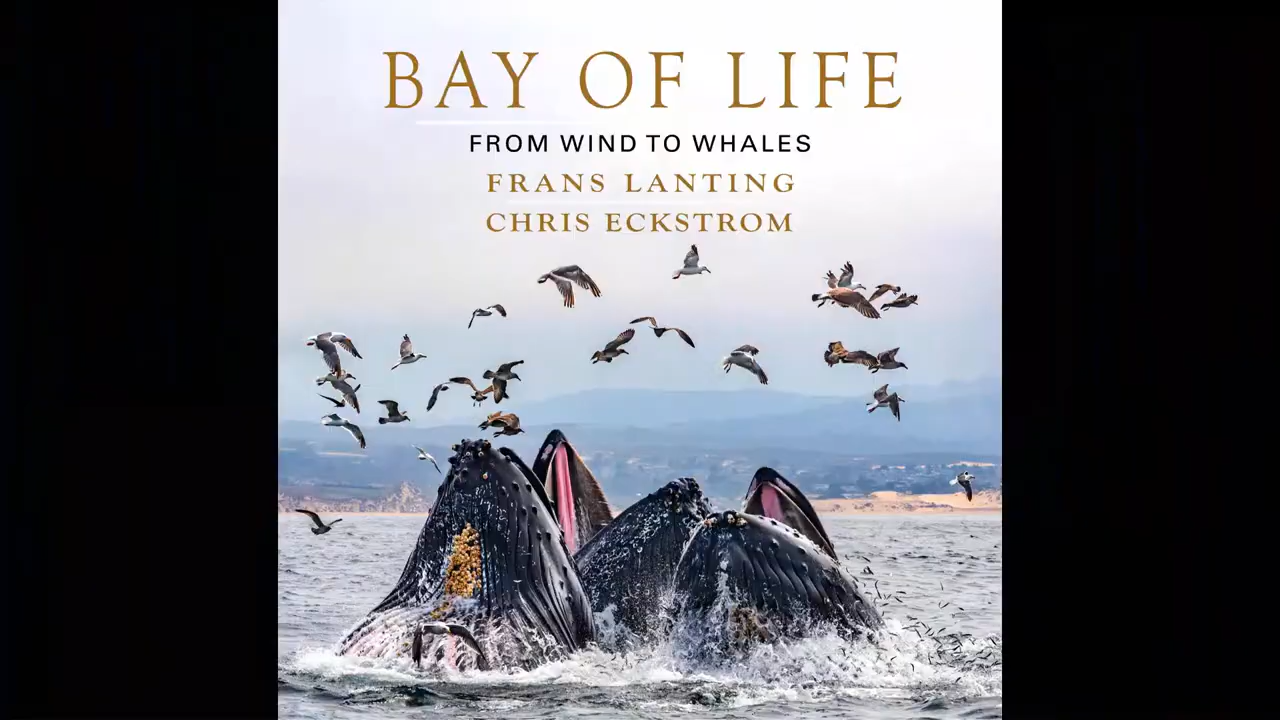 BAY OF LIFE
FROM WIND TO WHALES
FRANS LANTING
CHRIS ECKSTROM